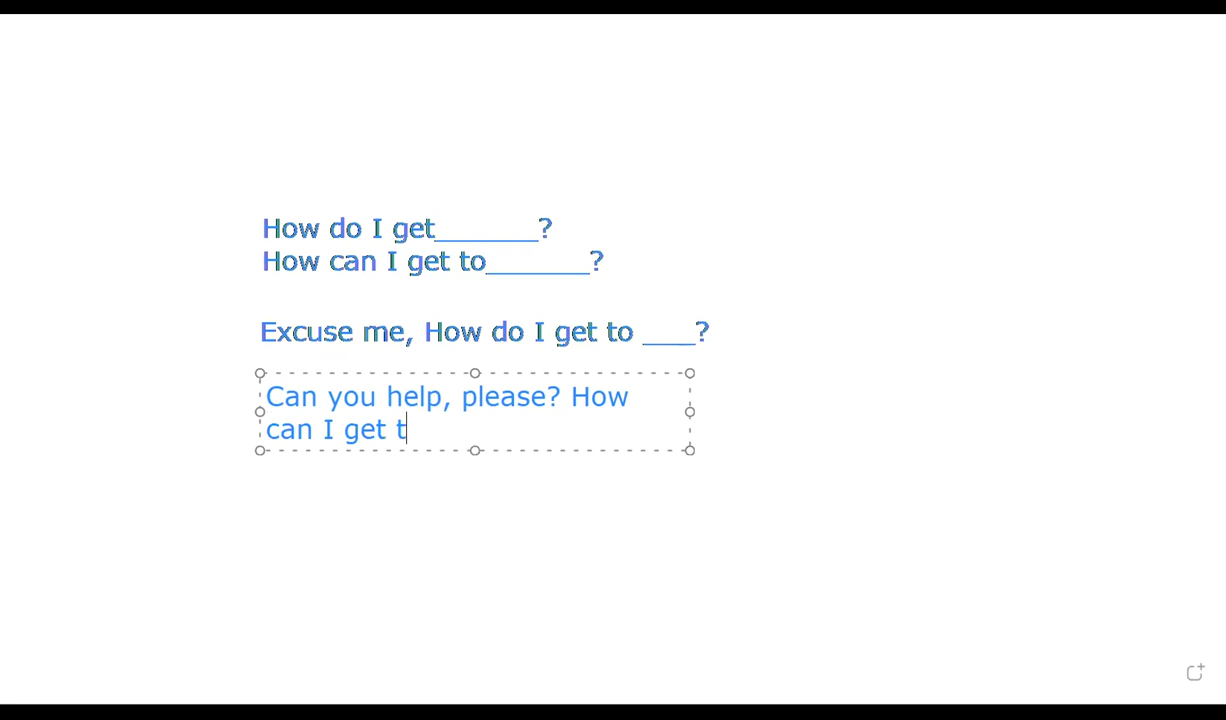 How do I get_______?
How can I get to_______?
Excuse me, How do I get to ___?
Can you help, please? How
can I get t